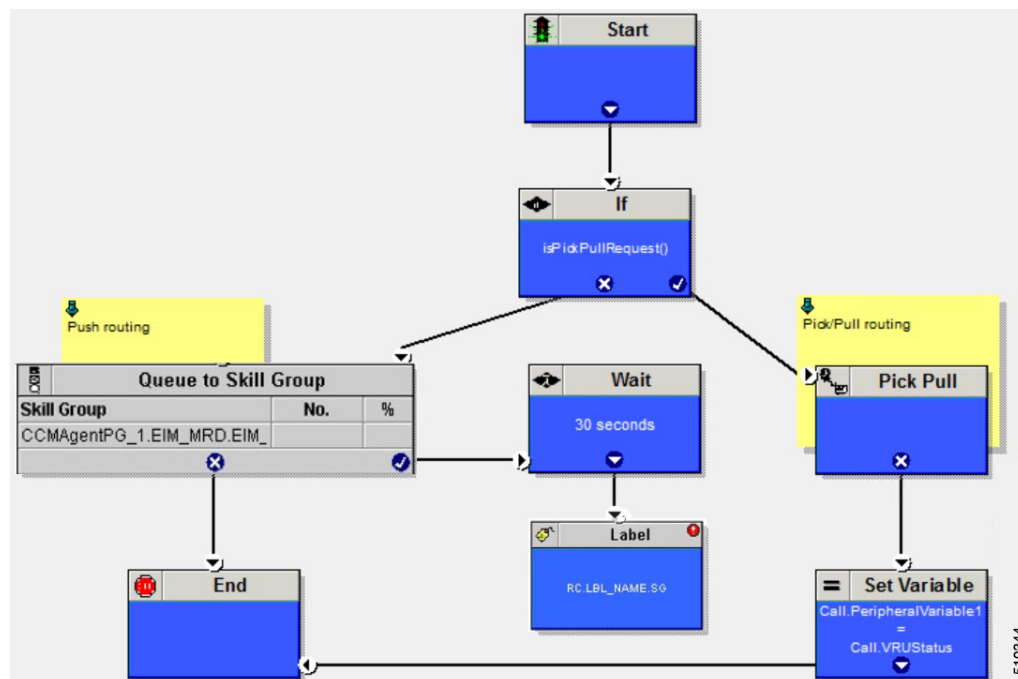 Start
If
isPickPullRequest()
Push routing
Pick/Pull routing
Queue to Skill Group
Skill Group No. %
CCMAgentPG_1.EIM_MRD.EIM_
Wait
30 seconds
Pick Pull
Label
RC.LBL_NAME.SG
End
Set Variable
Call.PeripheralVariable1
=
Call.VRUStatus